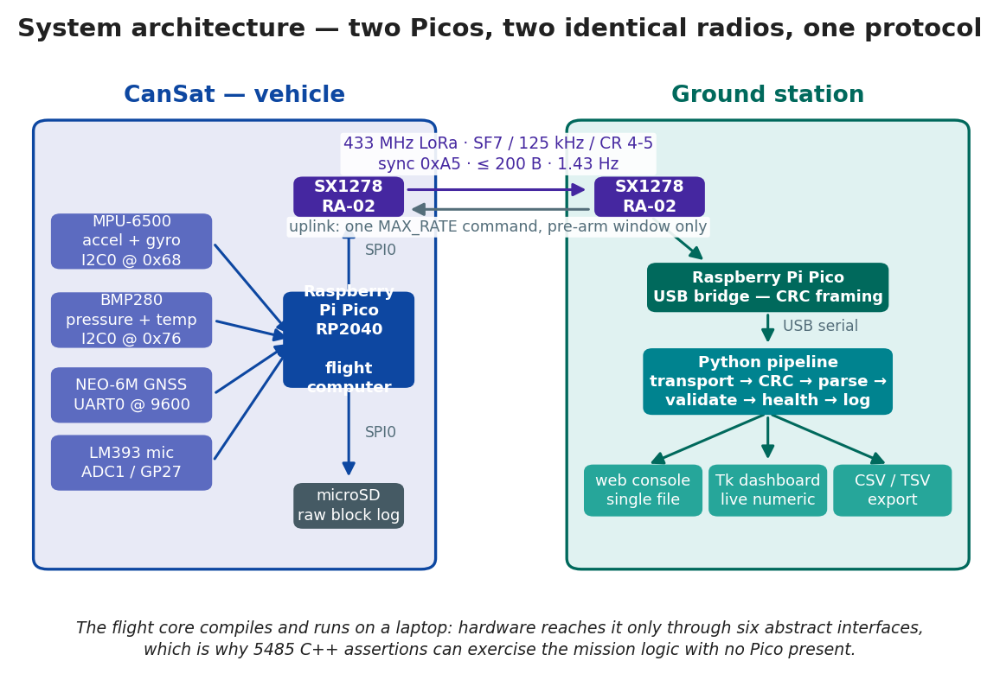 System architecture — two Picos, two identical radios, one protocol
CanSat — vehicle
Ground station
433 MHz LoRa · SF7 / 125 kHz / CR 4-5
sync 0xA5 · ≤ 200 B · 1.43 Hz
SX1278
RA-02
SX1278
RA-02
uplink: one MAX_RATE command, pre-arm window only
MPU-6500
accel + gyro
I2C0 @ 0x68
BMP280
pressure + temp
I2C0 @ 0x76
NEO-6M GNSS
UART0 @ 9600
LM393 mic
ADC1 / GP27
SPI0
Raspberry
Pi Pico
RP2040
flight
computer
SPI0
microSD
raw block log
Raspberry Pi Pico
USB bridge — CRC framing
USB serial
Python pipeline
transport → CRC → parse →
validate → health → log
web console
single file
Tk dashboard
live numeric
CSV / TSV
export
The flight core compiles and runs on a laptop: hardware reaches it only through six abstract interfaces,
which is why 5485 C++ assertions can exercise the mission logic with no Pico present.